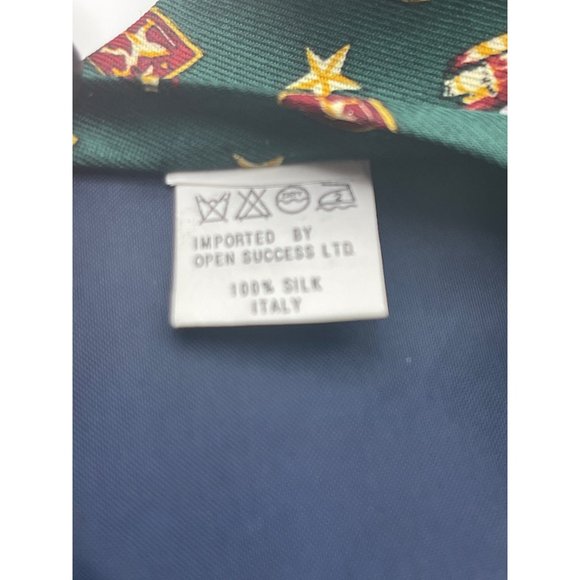 IMPORTED BY
OPEN SUCCESS LTD.
100% SILK
ITALY